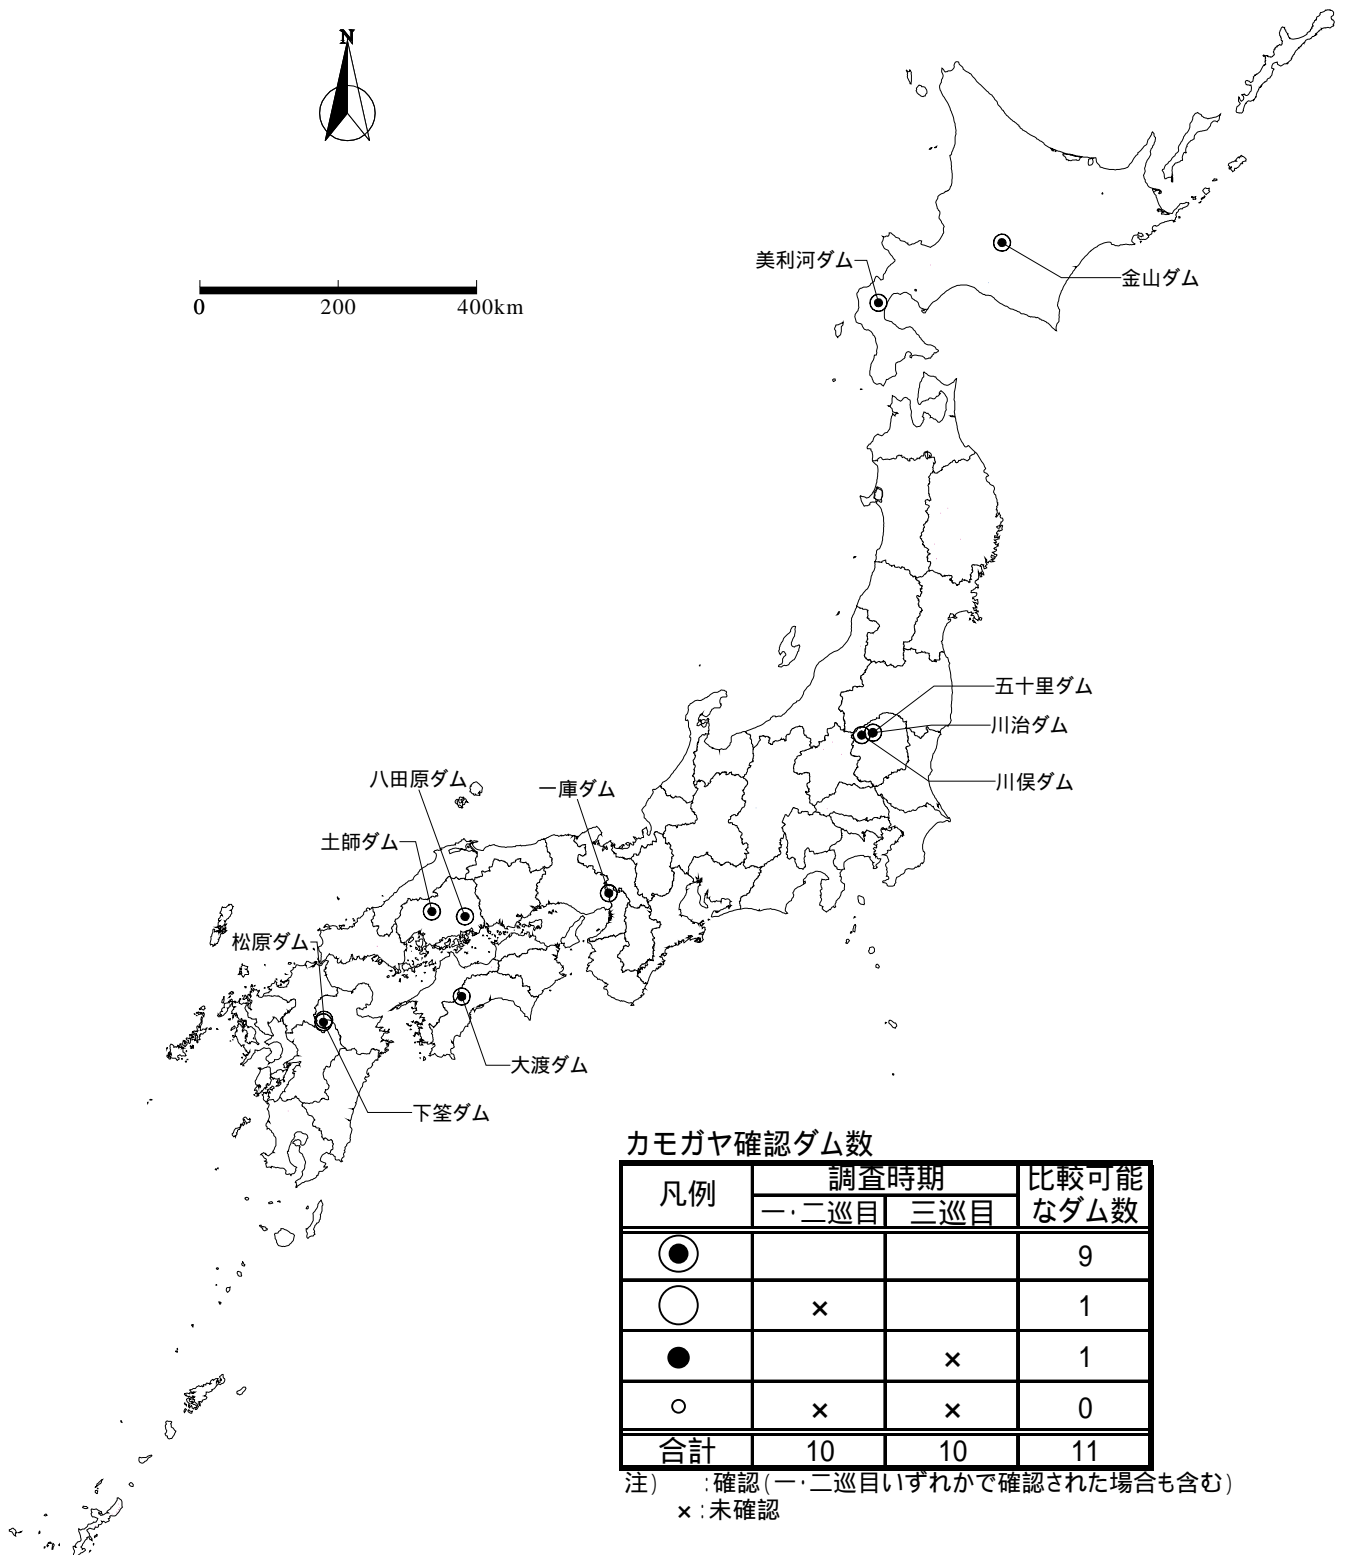 N
0 200 400km
美利河ダム
金山ダム
五十里ダム
川治ダム
川俣ダム
八田原ダム
一庫ダム
土師ダム
松原ダム
大渡ダム
下筌ダム
カモガヤ確認ダム数
凡例 調査時期 比較可能なダム数
一・二巡目 三巡目
9
× 1
× 1
× × 0
合計 10 10 11
注) :確認(一・二巡目いずれかで確認された場合も含む)
×:未確認